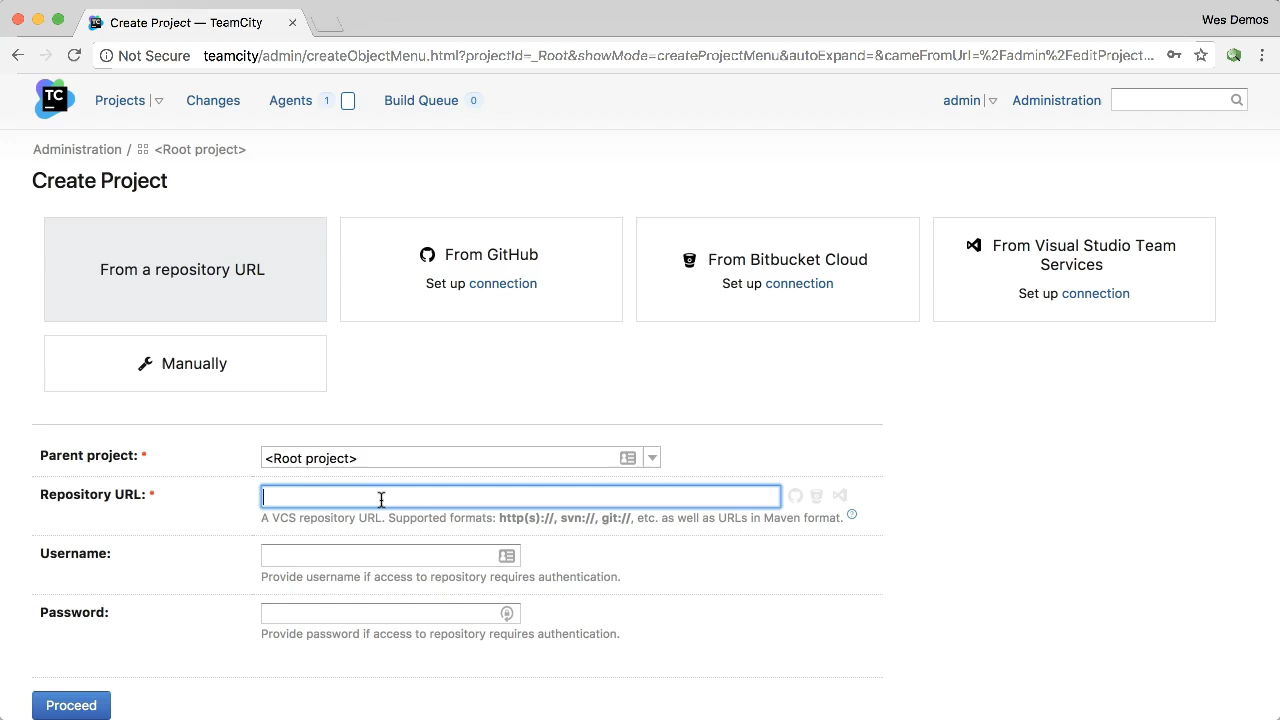 Create Project — TeamCity
Wes Demos
Not Secure teamcity/admin/createObjectMenu.html?projectId=_Root&showMode=createProjectMenu&autoExpand=&cameFromUrl=%2Fadmin%2FeditProject...
TC
Projects Changes Agents 1 Build Queue 0 admin Administration
Administration / <Root project>
Create Project
From a repository URL
From GitHub
Set up connection
From Bitbucket Cloud
Set up connection
From Visual Studio Team
Services
Set up connection
Manually
Parent project: *
<Root project>
Repository URL: *
A VCS repository URL. Supported formats: http(s)://, svn://, git://, etc. as well as URLs in Maven format. ?
Username:
Provide username if access to repository requires authentication.
Password:
Provide password if access to repository requires authentication.
Proceed